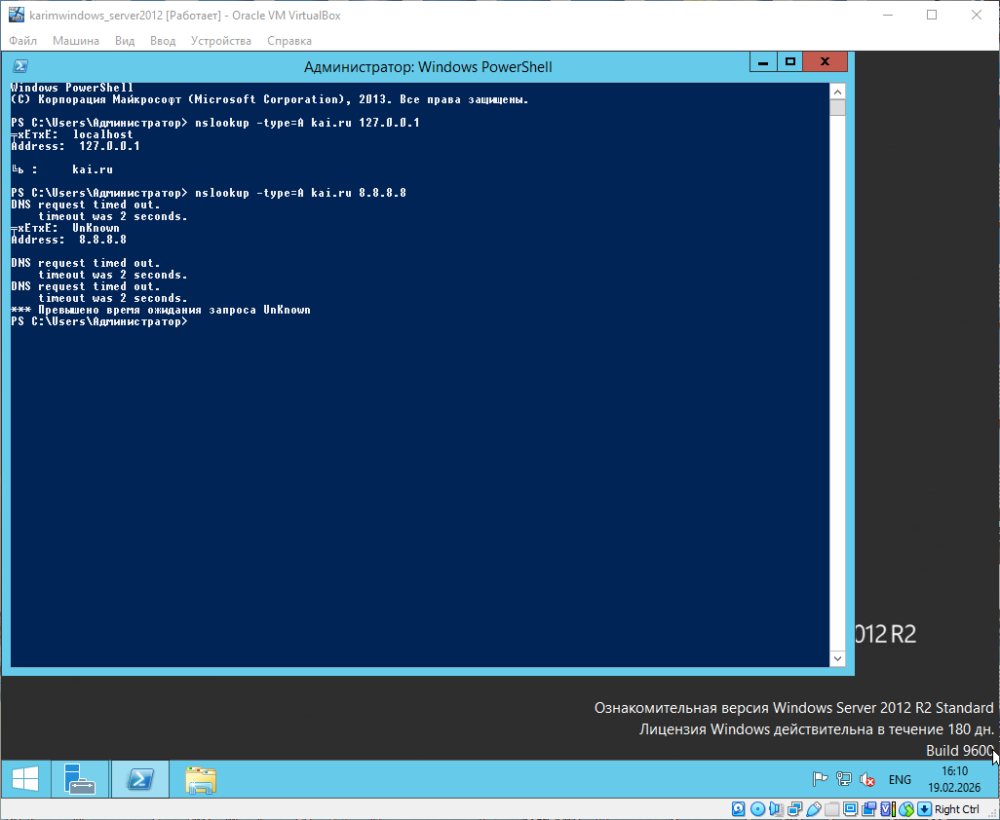 karimwindows_server2012 [Работает] - Oracle VM VirtualBox
Файл Машина Вид Ввод Устройства Справка
Администратор: Windows PowerShell
Windows PowerShell
(C) Корпорация Майкрософт (Microsoft Corporation), 2013. Все права защищены.
PS C:\Users\Администратор> nslookup -type=A kai.ru 127.0.0.1
╤хЁтхЁ:  localhost
Address:  127.0.0.1
╚ь :     kai.ru
PS C:\Users\Администратор> nslookup -type=A kai.ru 8.8.8.8
DNS request timed out.
    timeout was 2 seconds.
╤хЁтхЁ:  UnKnown
Address:  8.8.8.8
DNS request timed out.
    timeout was 2 seconds.
DNS request timed out.
    timeout was 2 seconds.
*** Превышено время ожидания запроса UnKnown
PS C:\Users\Администратор>
012 R2
Ознакомительная версия Windows Server 2012 R2 Standard
Лицензия Windows действительна в течение 180 дн.
Build 9600
ENG
16:10
19.02.2026
Right Ctrl